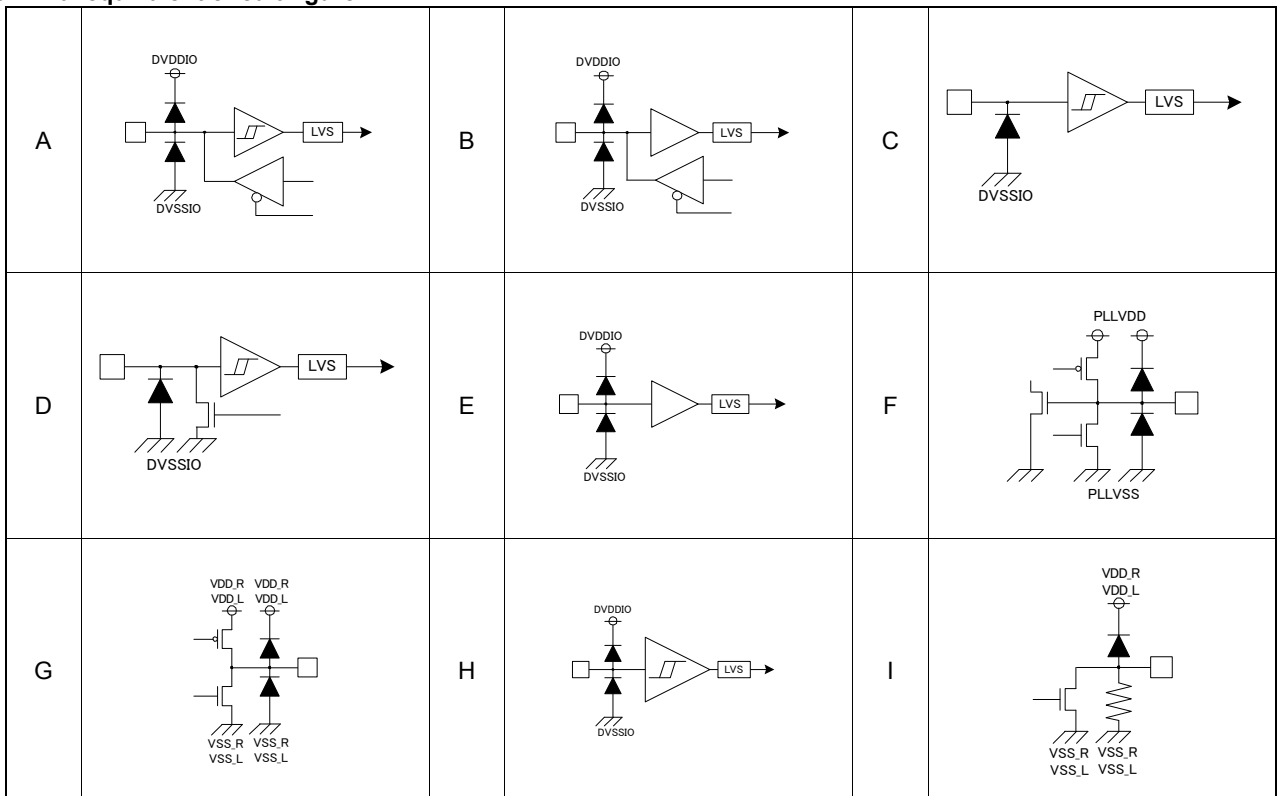 A
DVDDIO
LVS
DVSSIO
B
DVDDIO
LVS
DVSSIO
C
LVS
DVSSIO
D
LVS
DVSSIO
E
DVDDIO
LVS
DVSSIO
F
PLLVDD
PLLVSS
G
VDD_R VDD_R
VDD_L VDD_L
VSS_R VSS_R
VSS_L VSS_L
H
DVDDIO
LVS
DVSSIO
I
VDD_R
VDD_L
VSS_R VSS_R
VSS_L VSS_L